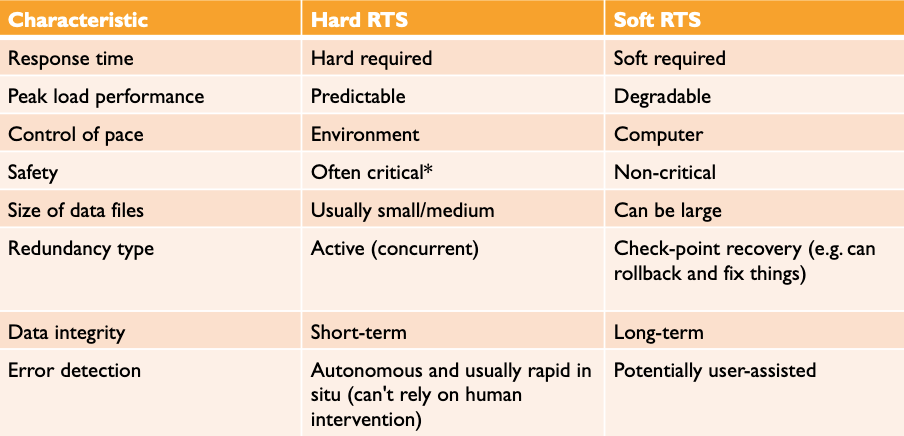 Characteristic Hard RTS Soft RTS
Response time Hard required Soft required
Peak load performance Predictable Degradable
Control of pace Environment Computer
Safety Often critical* Non-critical
Size of data files Usually small/medium Can be large
Redundancy type Active (concurrent) Check-point recovery (e.g. can
rollback and fix things)
Data integrity Short-term Long-term
Error detection Autonomous and usually rapid in Potentially user-assisted
situ (can't rely on human
intervention)